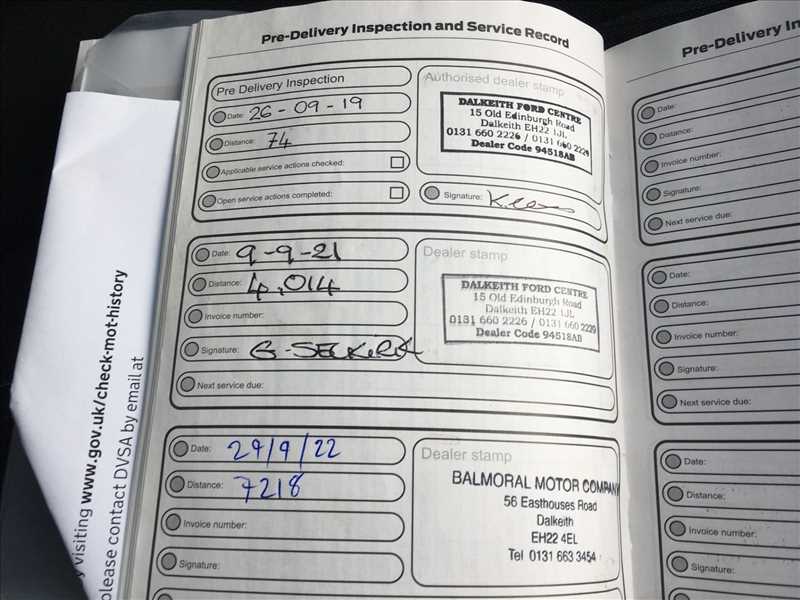 Pre-Delivery Inspection and Service Record
Pre Delivery Inspection
Date: 26-09-19
Distance: 74
Applicable service actions checked:
Open service actions completed:
Authorised dealer stamp
DALKEITH FORD CENTRE
15 Old Edinburgh Road
Dalkeith EH22 1JL
0131 660 2226 / 0131 660 2229
Dealer Code 94518AB
Signature:
Date: 9-9-21
Distance: 4,014
Invoice number:
Signature: G-SELKIRK
Next service due:
Dealer stamp
DALKEITH FORD CENTRE
15 Old Edinburgh Road
Dalkeith EH22 1JL
0131 660 2226 / 0131 660 2229
Dealer Code 94518AB
Date: 29/9/22
Distance: 7218
Invoice number:
Signature:
Dealer stamp
BALMORAL MOTOR COMPANY
56 Easthouses Road
Dalkeith
EH22 4EL
Tel 0131 663 3454
Pre-Delivery In
Date:
Distance:
Invoice number:
Signature:
Next service due:
Date:
Distance:
Invoice number:
Signature:
Next service due:
Date:
Distance:
Invoice number:
Signature:
y visiting www.gov.uk/check-mot-history
please contact DVSA by email at